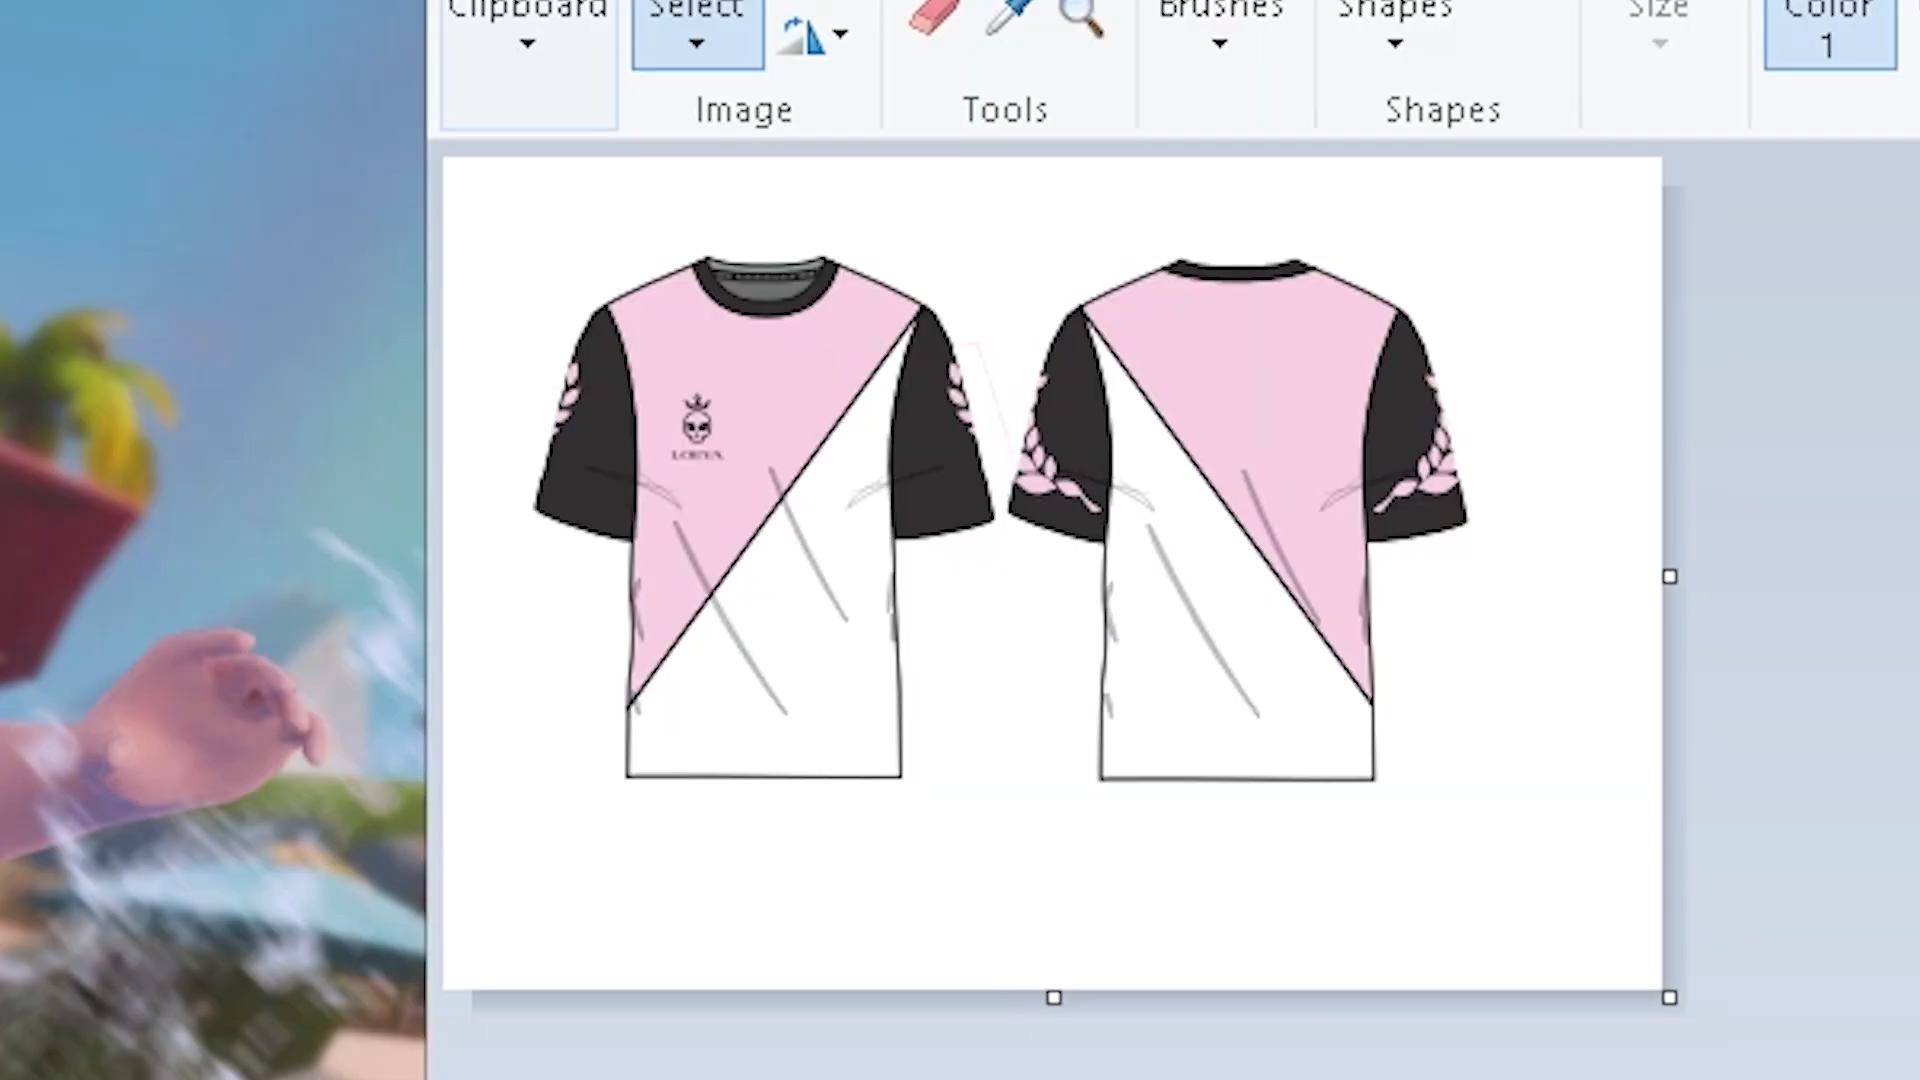 Clipboard
Select
Brushes
Shapes
Size
Color
1
Image
Tools
Shapes